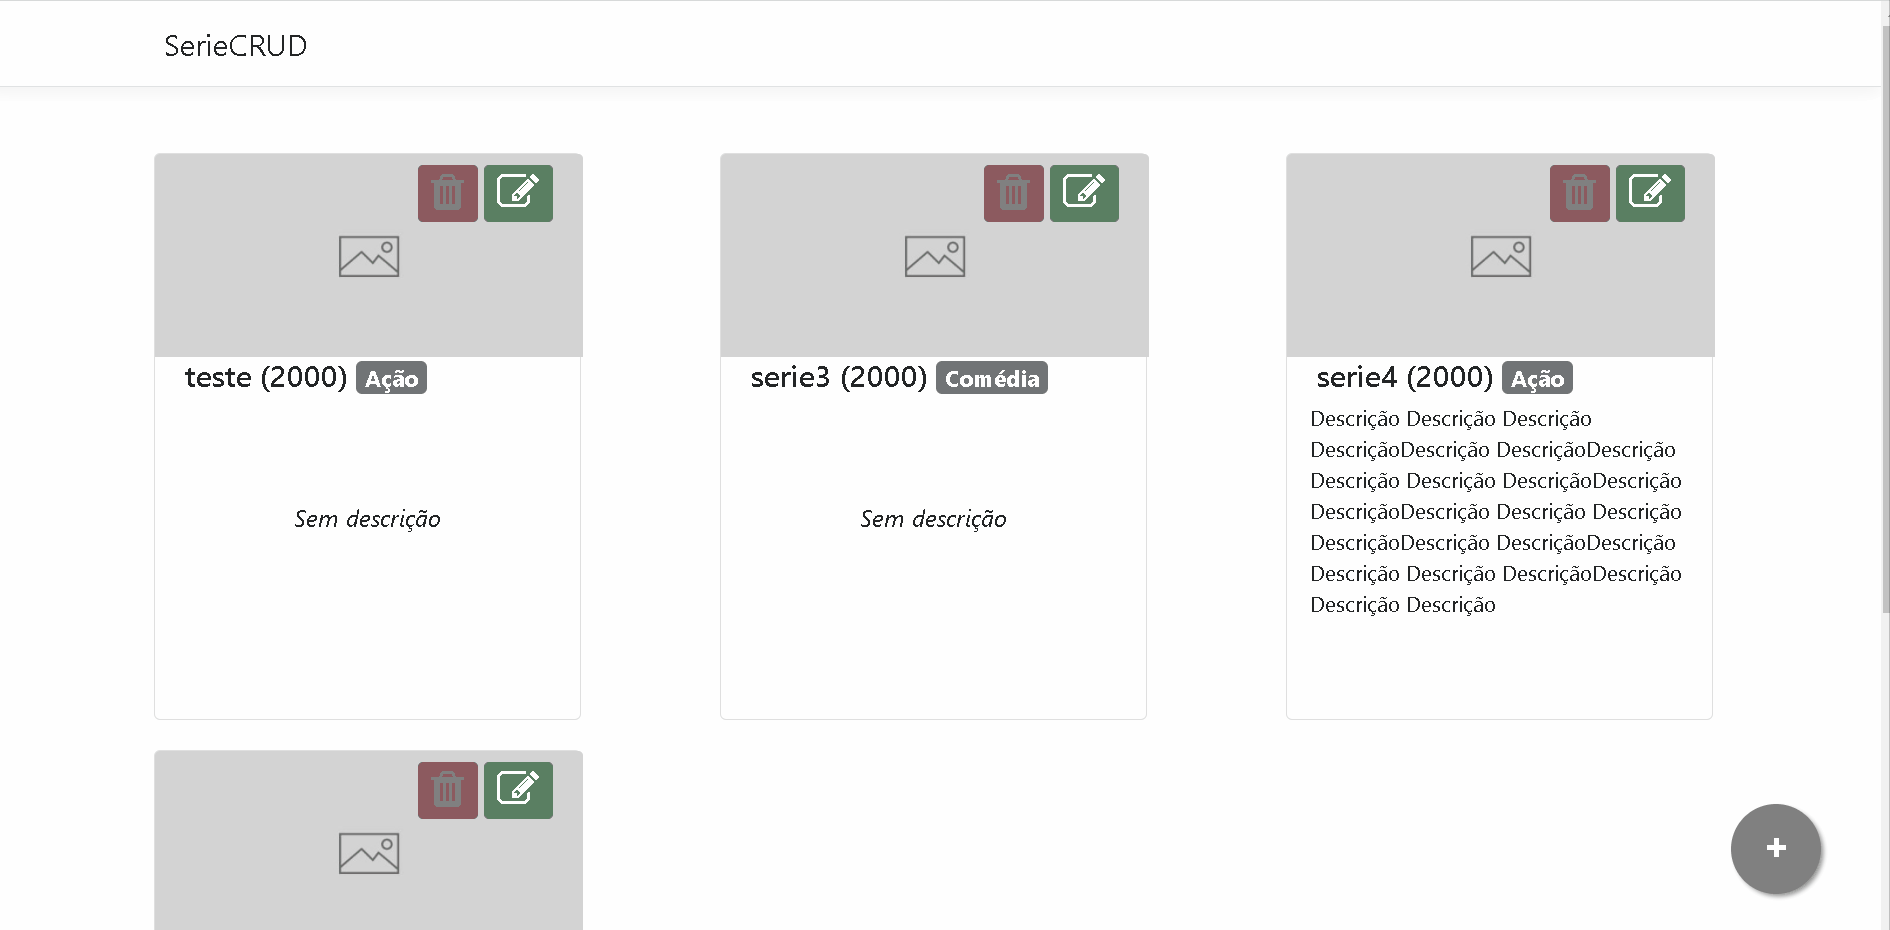 SerieCRUD
teste (2000) Ação
Sem descrição
serie3 (2000) Comédia
Sem descrição
serie4 (2000) Ação
Descrição Descrição Descrição
DescriçãoDescrição DescriçãoDescrição
Descrição Descrição DescriçãoDescrição
DescriçãoDescrição Descrição Descrição
DescriçãoDescrição DescriçãoDescrição
Descrição Descrição DescriçãoDescrição
Descrição Descrição
+